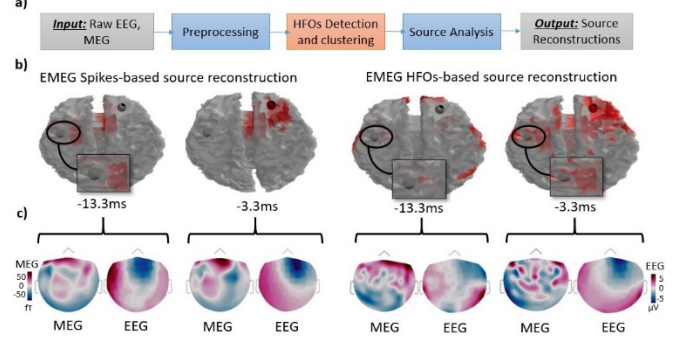 a)
Input: Raw EEG,
MEG
Preprocessing
HFOs Detection
and clustering
Source Analysis
Output: Source
Reconstructions
b)
EMEG Spikes-based source reconstruction
EMEG HFOs-based source reconstruction
-13.3ms
-3.3ms
-13.3ms
-3.3ms
c)
MEG
50
0
-50
fT
EEG
5
0
-5
µV
MEG
EEG
MEG
EEG
MEG
EEG
MEG
EEG